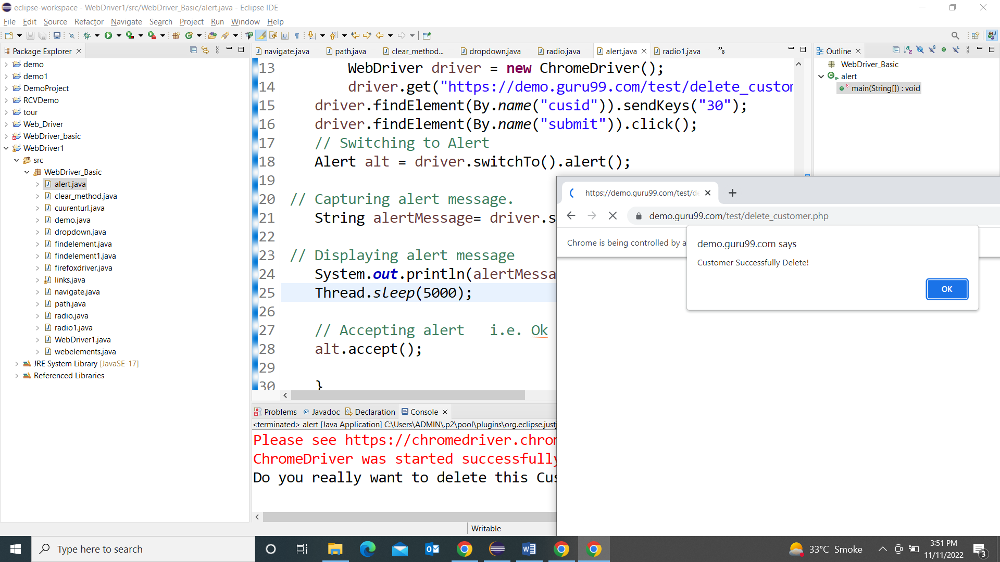 eclipse-workspace - WebDriver1/src/WebDriver_Basic/alert.java - Eclipse IDE
File Edit Source Refactor Navigate Search Project Run Window Help
Package Explorer
demo
demo1
DemoProject
RCVDemo
tour
Web_Driver
WebDriver_basic
WebDriver1
src
WebDriver_Basic
alert.java
clear_method.java
cuurenturl.java
demo.java
dropdown.java
findelement.java
findelement1.java
firefoxdriver.java
links.java
navigate.java
path.java
radio.java
radio1.java
WebDriver1.java
webelements.java
JRE System Library [JavaSE-17]
Referenced Libraries
navigate.java path.java clear_method... dropdown.java radio.java alert.java radio1.java »8
13 WebDriver driver = new ChromeDriver();
14 driver.get("https://demo.guru99.com/test/delete_custom
15 driver.findElement(By.name("cusid")).sendKeys("30");
16 driver.findElement(By.name("submit")).click();
17 // Switching to Alert
18 Alert alt = driver.switchTo().alert();
19
20 // Capturing alert message.
21 String alertMessage= driver.s
22
23 // Displaying alert message
24 System.out.println(alertMessa
25 Thread.sleep(5000);
26
27 // Accepting alert i.e. Ok
28 alt.accept();
29
30 }
Outline
WebDriver_Basic
alert
main(String[]) : void
https://demo.guru99.com/test/de
demo.guru99.com/test/delete_customer.php
Chrome is being controlled by a
demo.guru99.com says
Customer Successfully Delete!
OK
Problems Javadoc Declaration Console
<terminated> alert [Java Application] C:\Users\ADMIN\.p2\pool\plugins\org.eclipse.just
Please see https://chromedriver.chrom
ChromeDriver was started successfully
Do you really want to delete this Cus
Writable
Type here to search
33°C Smoke
3:51 PM
11/11/2022
3